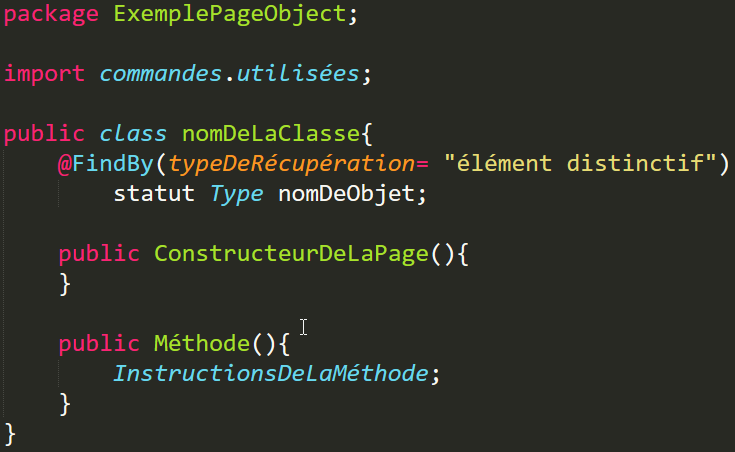 package ExemplePageObject;
import commandes.utilisées;
public class nomDeLaClasse{
@FindBy(typeDeRécupération= "élément distinctif")
statut Type nomDeObjet;
public ConstructeurDeLaPage(){
}
public Méthode(){
InstructionsDeLaMéthode;
}
}